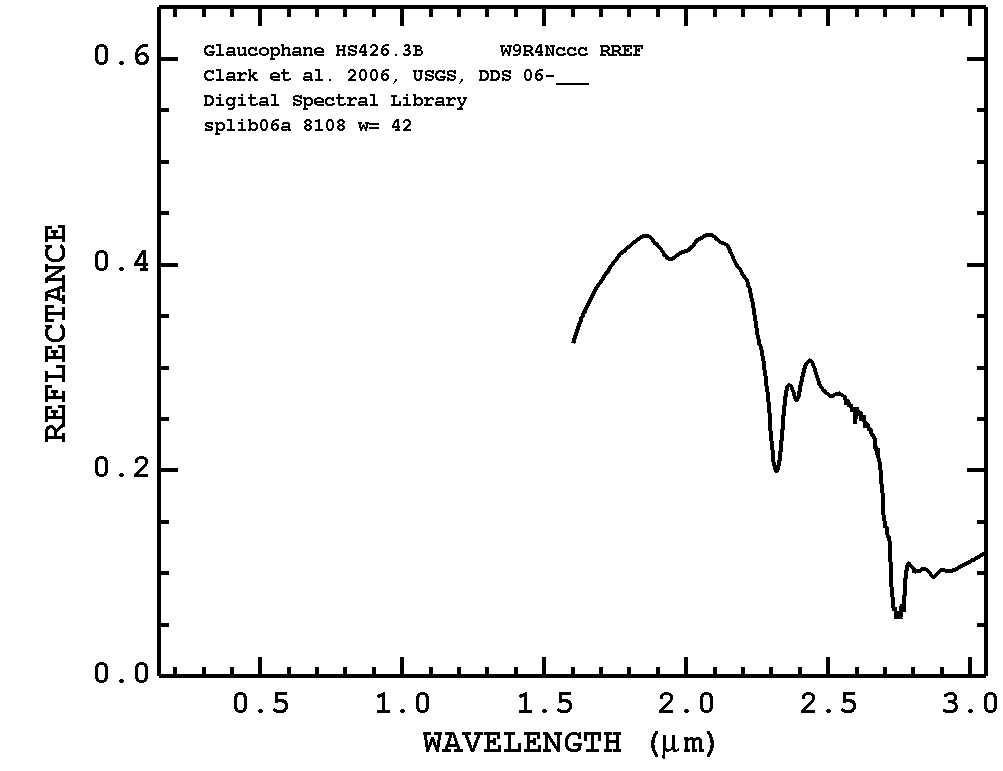 Glaucophane HS426.3B W9R4Nccc RREF
Clark et al. 2006, USGS, DDS 06-___
Digital Spectral Library
splib06a 8108 w= 42
REFLECTANCE
0.6
0.4
0.2
0.0
0.5 1.0 1.5 2.0 2.5 3.0
WAVELENGTH (μm)